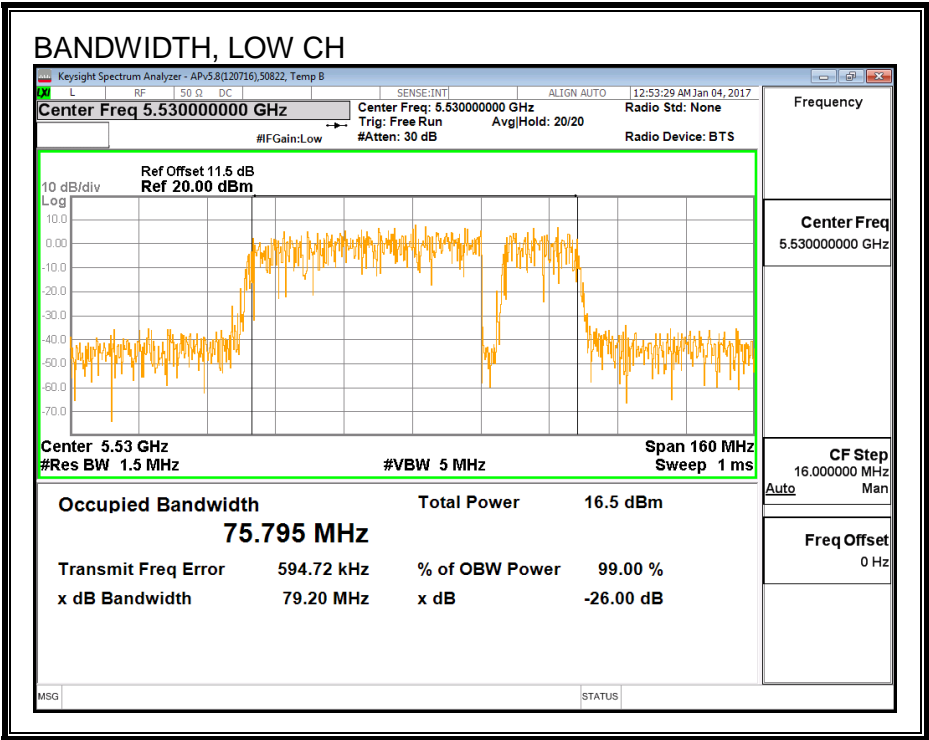 BANDWIDTH, LOW CH
Keysight Spectrum Analyzer - APv5.8(120716),50822, Temp B
LXI L RF 50 Ω DC SENSE:INT ALIGN AUTO 12:53:29 AM Jan 04, 2017
Center Freq 5.530000000 GHz
#IFGain:Low
Center Freq: 5.530000000 GHz
Trig: Free Run Avg|Hold: 20/20
#Atten: 30 dB
Radio Std: None
Radio Device: BTS
Ref Offset 11.5 dB
10 dB/div Ref 20.00 dBm
Log
10.0
0.00
-10.0
-20.0
-30.0
-40.0
-50.0
-60.0
-70.0
Center 5.53 GHz Span 160 MHz
#Res BW 1.5 MHz #VBW 5 MHz Sweep 1 ms
Occupied Bandwidth Total Power 16.5 dBm
75.795 MHz
Transmit Freq Error 594.72 kHz % of OBW Power 99.00 %
x dB Bandwidth 79.20 MHz x dB -26.00 dB
MSG STATUS
Frequency
Center Freq
5.530000000 GHz
CF Step
16.000000 MHz
Auto Man
Freq Offset
0 Hz